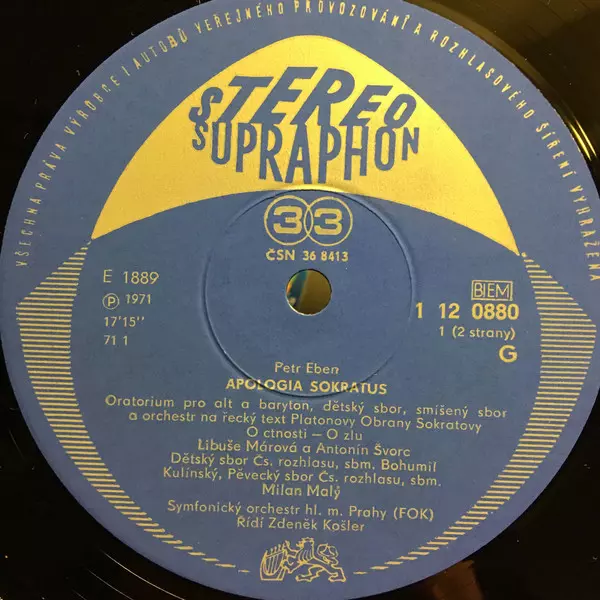 VŠECHNA PRÁVA VÝROBCE I AUTORŮ VEŘEJNÉHO PROVOZOVÁNÍ A ROZHLASOVÉHO ŠÍŘENÍ VYHRAŽENA
STEREO
SUPRAPHON
33
ČSN 36 8413
E 1889
℗ 1971
17'15''
71 1
BIEM
1 12 0880
1 (2 strany)
G
Petr Eben
APOLOGIA SOKRATUS
Oratorium pro alt a baryton, dětský sbor, smíšený sbor
a orchestr na řecký text Platonovy Obrany Sokratovy
O ctnosti — O zlu
Libuše Márová a Antonín Švorc
Dětský sbor Čs. rozhlasu, sbm. Bohumil
Kulínský, Pěvecký sbor Čs. rozhlasu, sbm.
Milan Malý
Symfonický orchestr hl. m. Prahy (FOK)
Řídí Zdeněk Košler